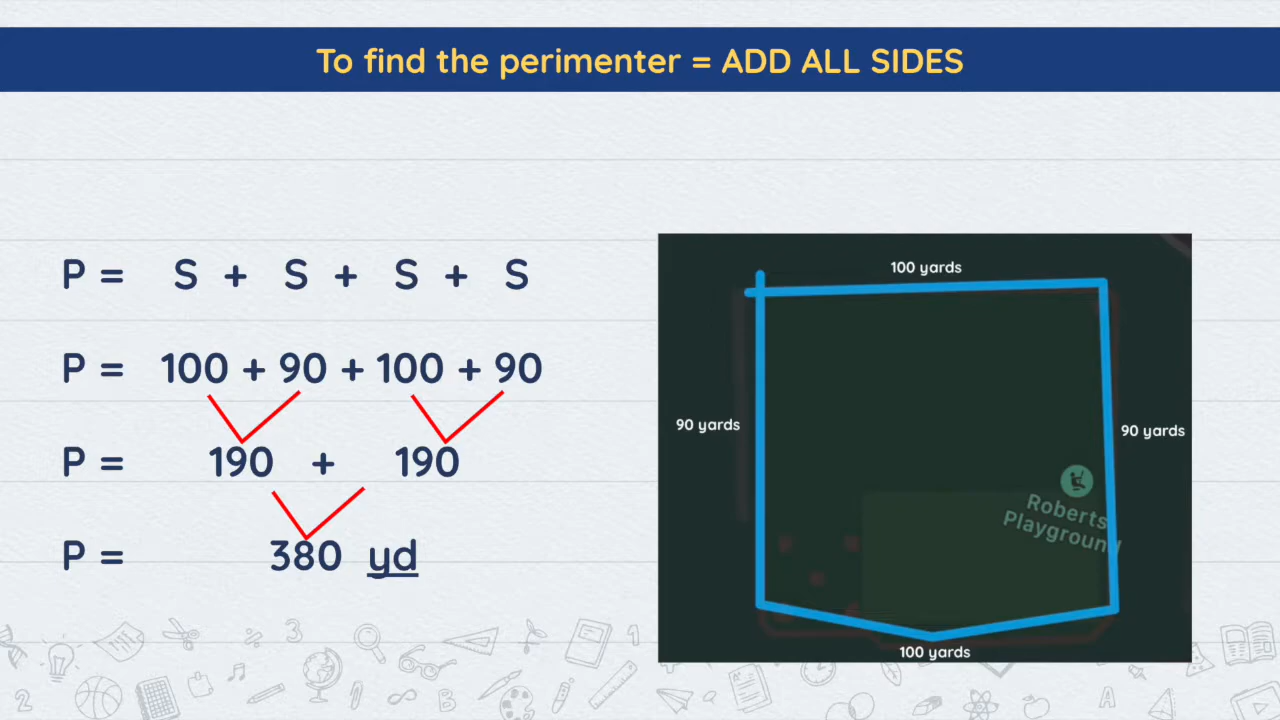 To find the perimenter = ADD ALL SIDES
P = S + S + S + S
P = 100 + 90 + 100 + 90
P = 190 + 190
P = 380 yd
100 yards
90 yards
90 yards
Roberts
Playground
100 yards